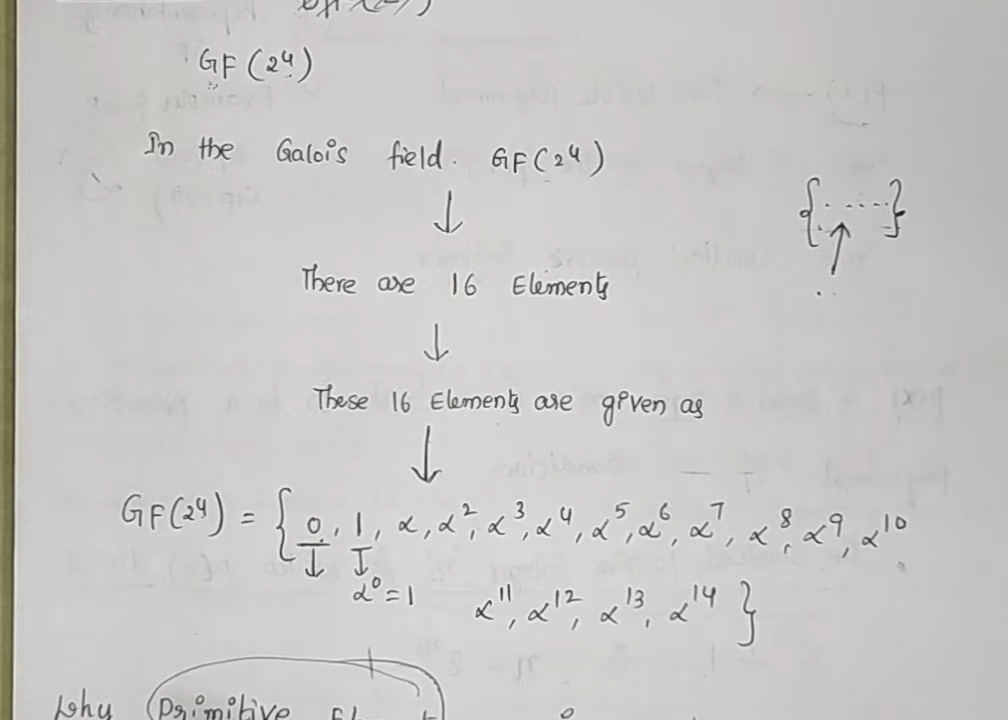 GF(2⁴)
In the Galois field. GF(2⁴)
{......}
There are 16 Elements
These 16 Elements are given as
GF(2⁴) = { 0, 1, α, α², α³, α⁴, α⁵, α⁶, α⁷, α⁸, α⁹, α¹⁰
α⁰=1 α¹¹, α¹², α¹³, α¹⁴ }
Why Primitive